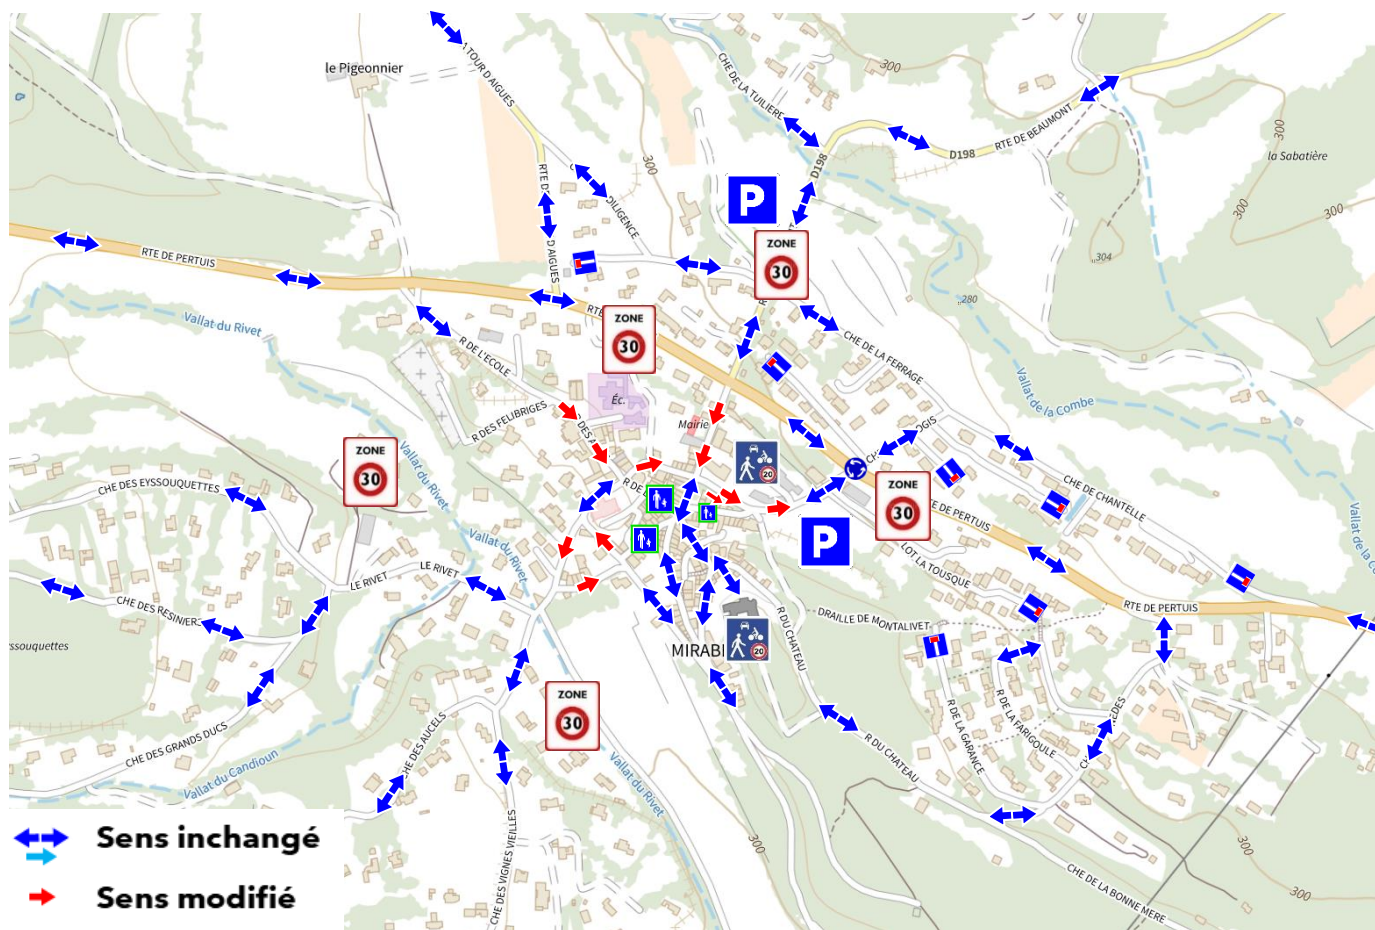 le Pigeonnier
LA TOUR D'AIGUES
CHE DE LA TUILIERE
300
RTE DE BEAUMONT
D198
D198
300
la Sabatière
300
300
300
304
280
RTE DE PERTUIS
DILIGENCE
D'AIGUES
P
ZONE
30
ZONE
30
Vallat du Rivet
R DE L'ECOLE
CHE DE LA FERRAGE
Vallat de la Combe
Éc.
Mairie
R DES FELIBRIGES
ZONE
30
20
CHE DES EYSSOUQUETTES
Vallat du Rivet
CHE DE CHANTELLE
ZONE
30
RTE DE PERTUIS
P
Vallat du Rivet
LE RIVET
LE RIVET
LOT LA TOUSQUE
CHE DES RESINIERS
RTE DE PERTUIS
DRAILLE DE MONTALIVET
R DU CHATEAU
20
ZONE
30
R DE LA GARANCE
R DE LA FARIGOULE
CHE DES GRANDS DUCS
CHE DES AUCELS
R DU CHATEAU
Vallat du Candioun
Vallat du Rivet
CHE DES VIGNES VIEILLES
300
300
300
CHE DE LA BONNE MERE
Sens inchangé
Sens modifié